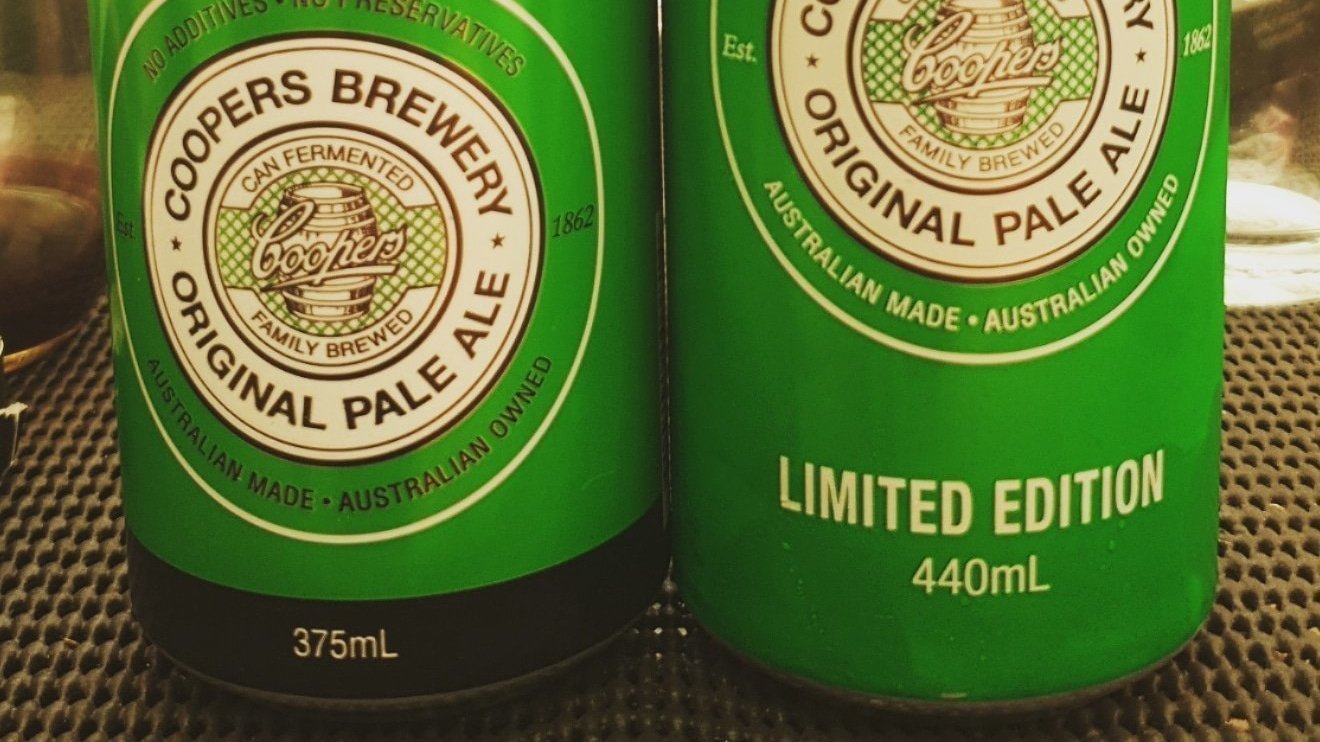 NO ADDITIVES • NO PRESERVATIVES
COOPERS BREWERY
CAN FERMENTED
Coopers
FAMILY BREWED
ORIGINAL PALE ALE
Est.
1862
AUSTRALIAN MADE • AUSTRALIAN OWNED
375mL
Est.
1862
Coopers
FAMILY BREWED
ORIGINAL PALE ALE
AUSTRALIAN MADE • AUSTRALIAN OWNED
LIMITED EDITION
440mL